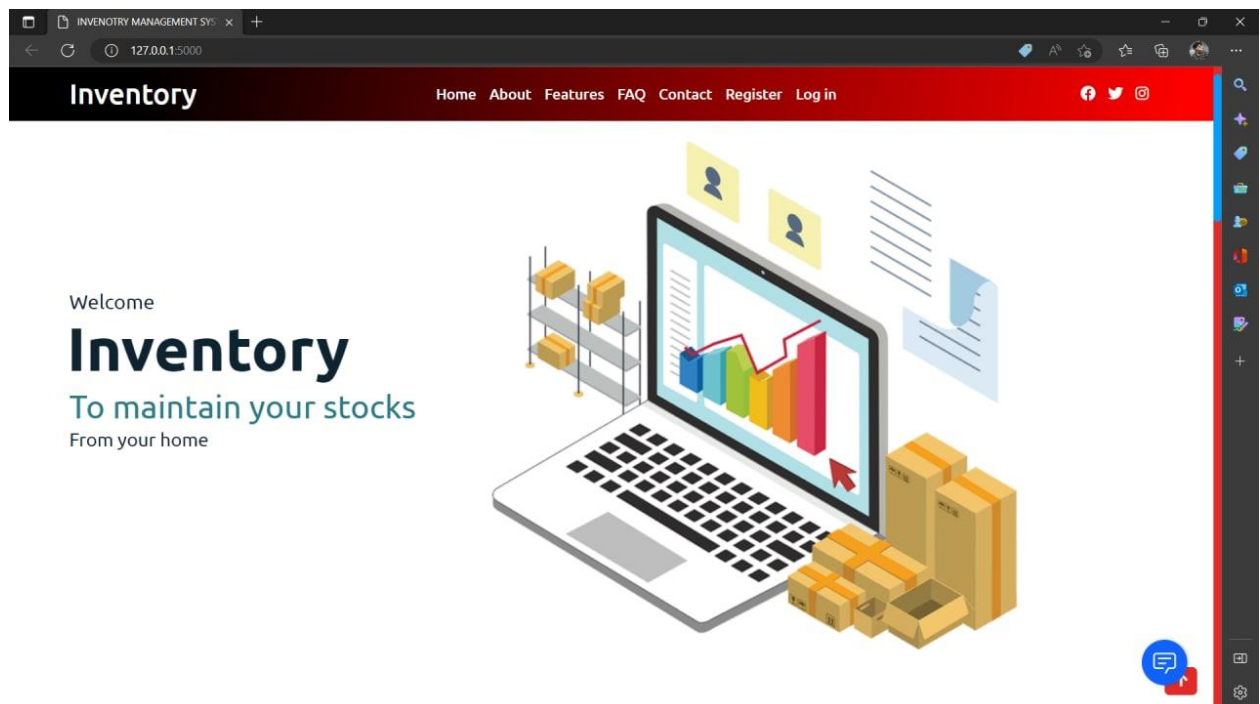 INVENOTRY MANAGEMENT SYS
127.0.0.1:5000
Inventory
Home About Features FAQ Contact Register Log in
Welcome
Inventory
To maintain your stocks
From your home